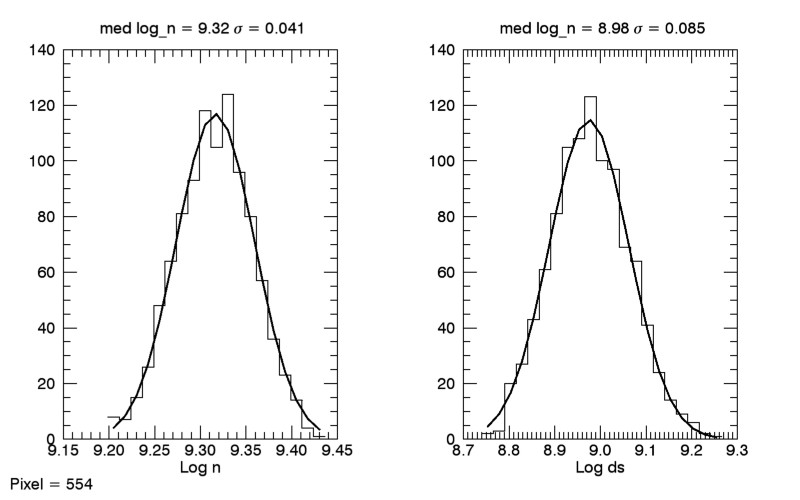 med log_n = 9.32 σ = 0.041
140
120
100
80
60
40
20
0
9.15 9.20 9.25 9.30 9.35 9.40 9.45
Log n
med log_n = 8.98 σ = 0.085
140
120
100
80
60
40
20
0
8.7 8.8 8.9 9.0 9.1 9.2 9.3
Log ds
Pixel = 554